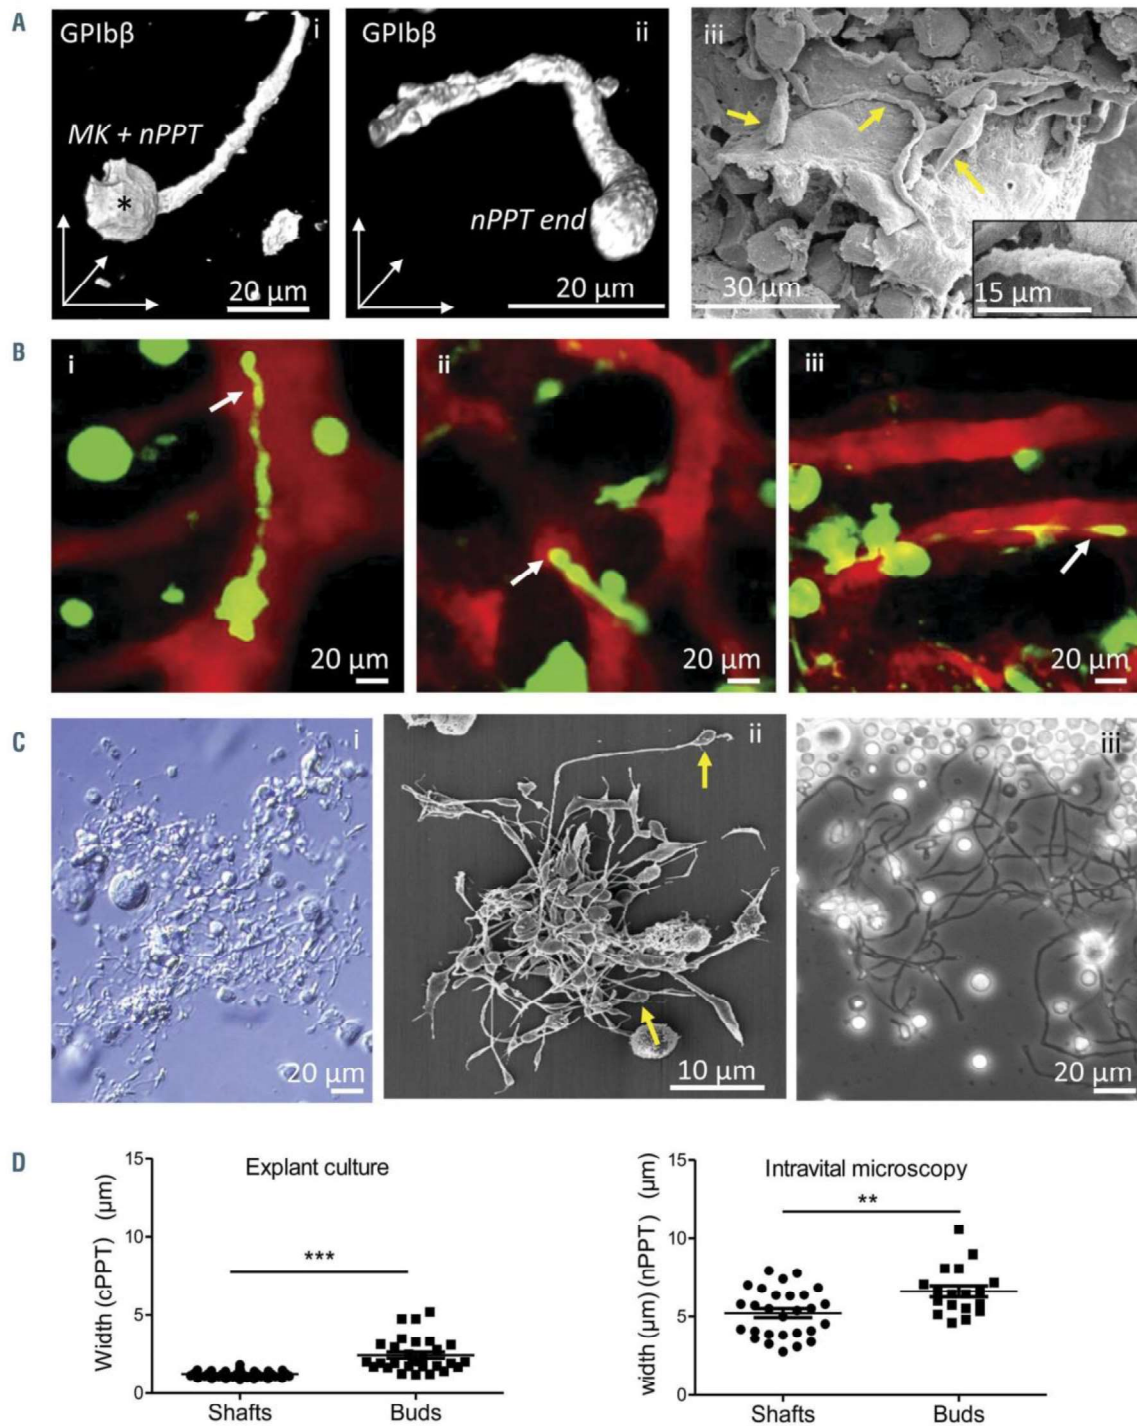 A
GPIbβ
i
MK + nPPT
*
20 µm
GPIbβ
ii
nPPT end
20 µm
iii
30 µm
15 µm
B
i
20 µm
ii
20 µm
iii
20 µm
C
i
20 µm
ii
10 µm
iii
20 µm
D
Explant culture
Width (cPPT) (µm)
15
10
5
0
***
Shafts
Buds
Intravital microscopy
width (µm) (nPPT) (µm)
15
10
5
0
**
Shafts
Buds